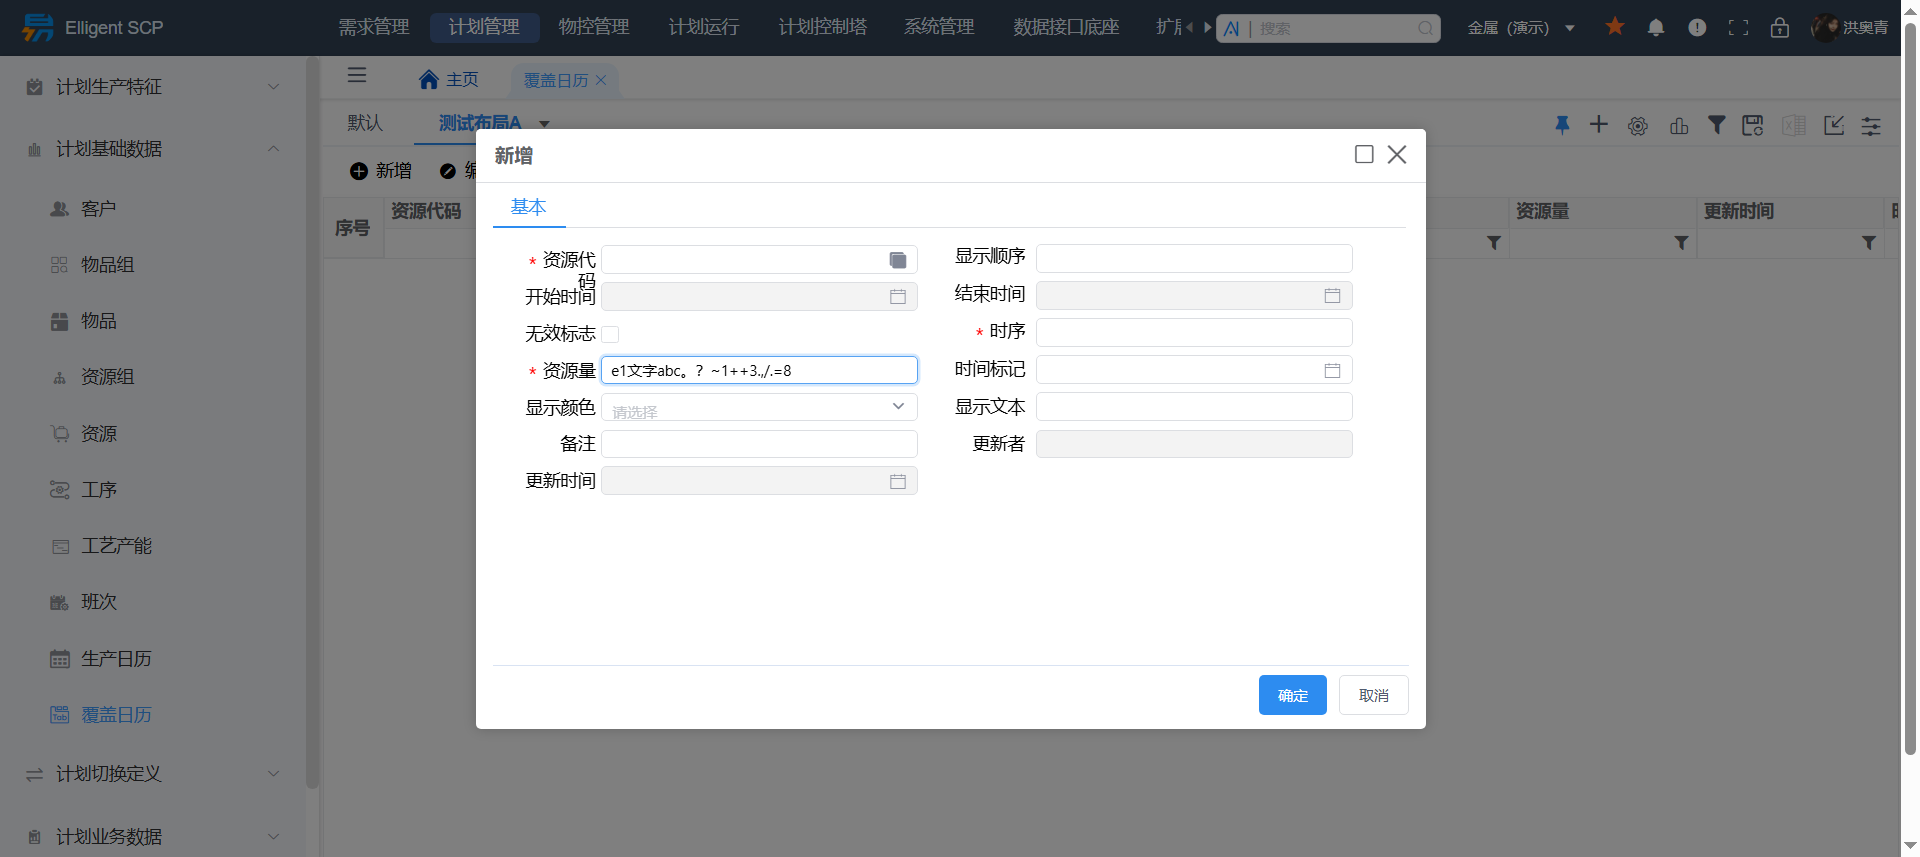 Elligent SCP
需求管理 计划管理 物控管理 计划运行 计划控制塔 系统管理 数据接口底座
AI | 搜索
金属（演示）
洪奥青
计划生产特征
计划基础数据
客户
物品组
物品
资源组
资源
工序
工艺产能
班次
生产日历
覆盖日历
计划切换定义
计划业务数据
主页 覆盖日历
默认 测试布局A
新增
序号 资源代码 资源量 更新时间
新增
基本
* 资源代码
显示顺序
开始时间
结束时间
无效标志
* 时序
* 资源量 e1文字abc。？~1++3.,/.=8
时间标记
显示颜色 请选择
显示文本
备注
更新者
更新时间
确定 取消